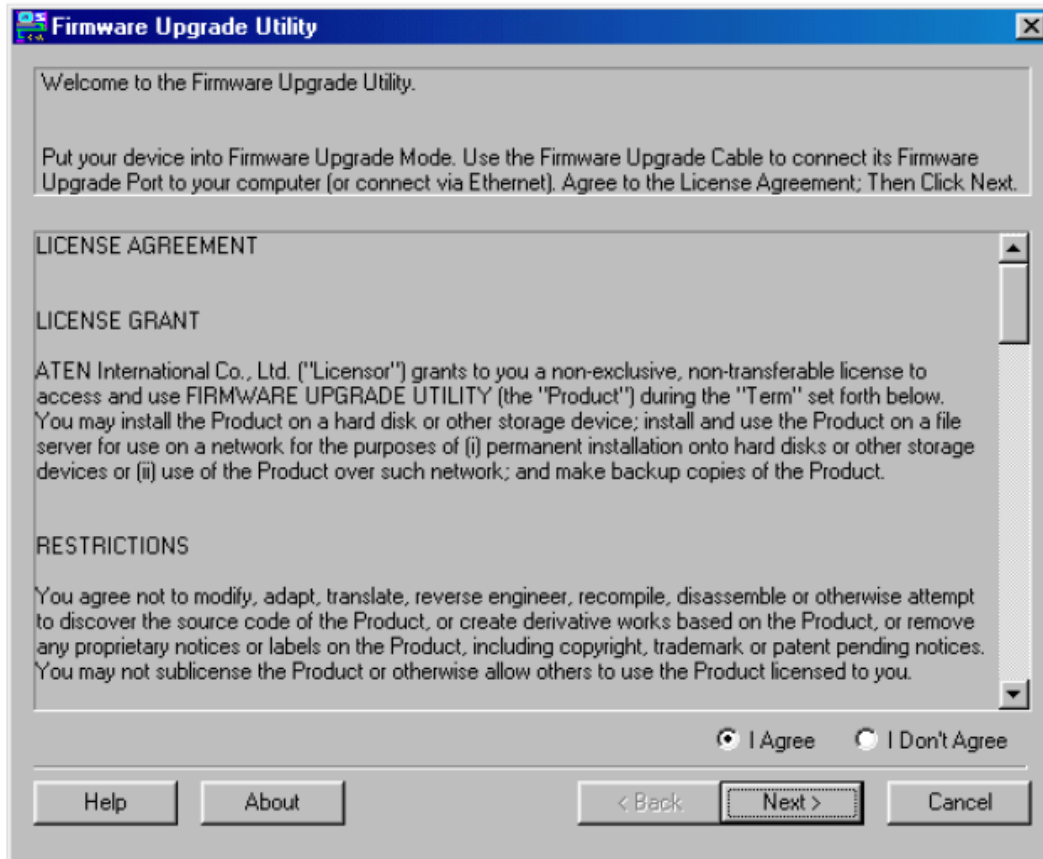 Firmware Upgrade Utility
Welcome to the Firmware Upgrade Utility.
Put your device into Firmware Upgrade Mode. Use the Firmware Upgrade Cable to connect its Firmware
Upgrade Port to your computer (or connect via Ethernet). Agree to the License Agreement; Then Click Next.
LICENSE AGREEMENT
LICENSE GRANT
ATEN International Co., Ltd. ("Licensor") grants to you a non-exclusive, non-transferable license to
access and use FIRMWARE UPGRADE UTILITY (the "Product") during the "Term" set forth below.
You may install the Product on a hard disk or other storage device; install and use the Product on a file
server for use on a network for the purposes of (i) permanent installation onto hard disks or other storage
devices or (ii) use of the Product over such network; and make backup copies of the Product.
RESTRICTIONS
You agree not to modify, adapt, translate, reverse engineer, recompile, disassemble or otherwise attempt
to discover the source code of the Product, or create derivative works based on the Product, or remove
any proprietary notices or labels on the Product, including copyright, trademark or patent pending notices.
You may not sublicense the Product or otherwise allow others to use the Product licensed to you.
I Agree I Don't Agree
Help About < Back Next > Cancel